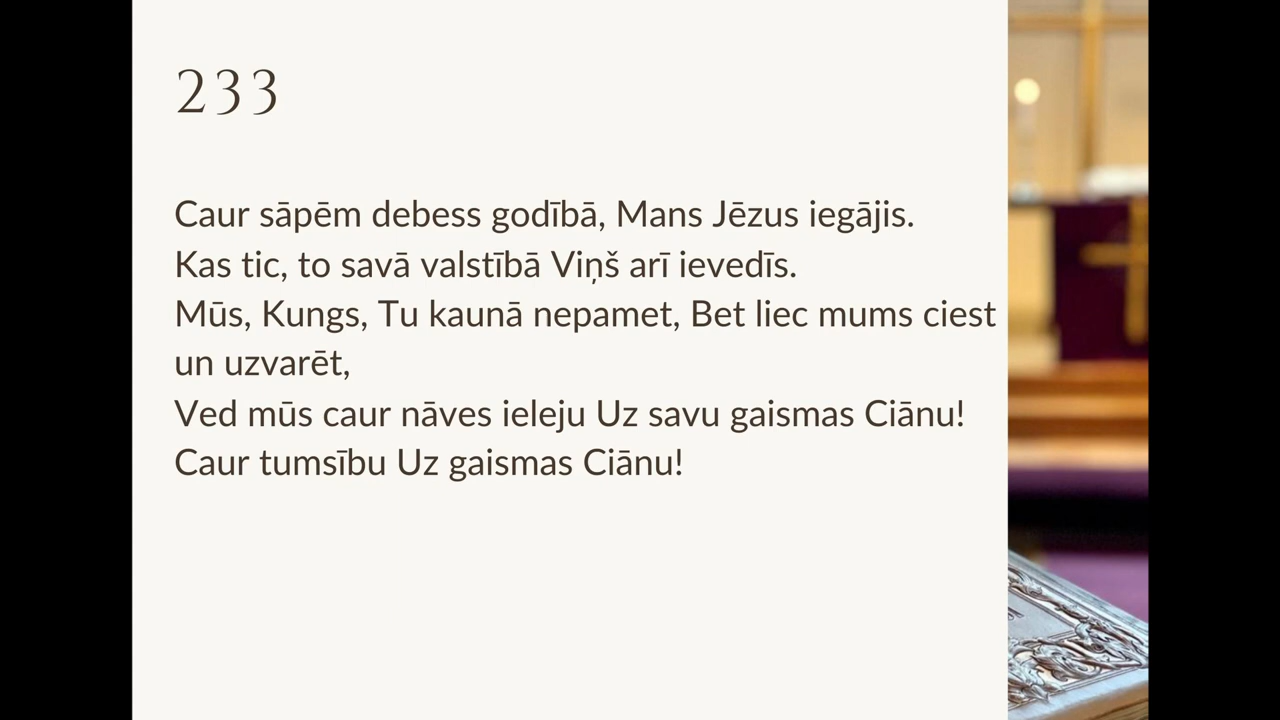 233
Caur sāpēm debess godībā, Mans Jēzus iegājis.
Kas tic, to savā valstībā Viņš arī ievedīs.
Mūs, Kungs, Tu kaunā nepamet, Bet liec mums ciest
un uzvarēt,
Ved mūs caur nāves ieleju Uz savu gaismas Ciānu!
Caur tumsību Uz gaismas Ciānu!